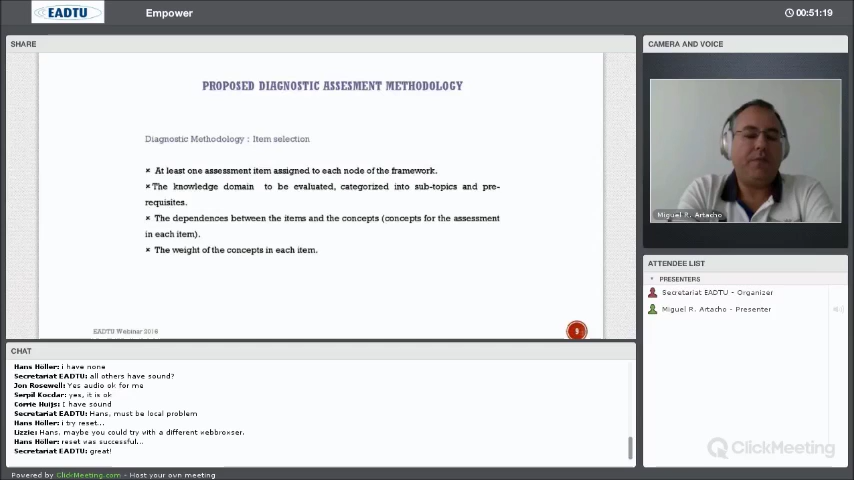 EADTU
Empower
00:51:19
SHARE
PROPOSED DIAGNOSTIC ASSESMENT METHODOLOGY
Diagnostic Methodology : Item selection
× At least one assessment item assigned to each node of the framework.
×The knowledge domain to be evaluated, categorized into sub-topics and pre-
requisites.
× The dependences between the items and the concepts (concepts for the assessment
in each item).
× The weight of the concepts in each item.
EADTU Webinar 2016
9
CAMERA AND VOICE
Miguel R. Artacho
ATTENDEE LIST
PRESENTERS
Secretariat EADTU - Organizer
Miguel R. Artacho - Presenter
CHAT
Hans Höller: i have none
Secretariat EADTU: all others have sound?
Jon Rosewell: Yes audio ok for me
Serpil Kocdar: yes, it is ok
Corrie Huijs: I have sound
Secretariat EADTU: Hans, must be local problem
Hans Höller: i try reset...
Lizzie: Hans, maybe you could try with a different webbrowser.
Hans Höller: reset was successful...
Secretariat EADTU: great!
ClickMeeting
Powered by ClickMeeting.com - Host your own meeting